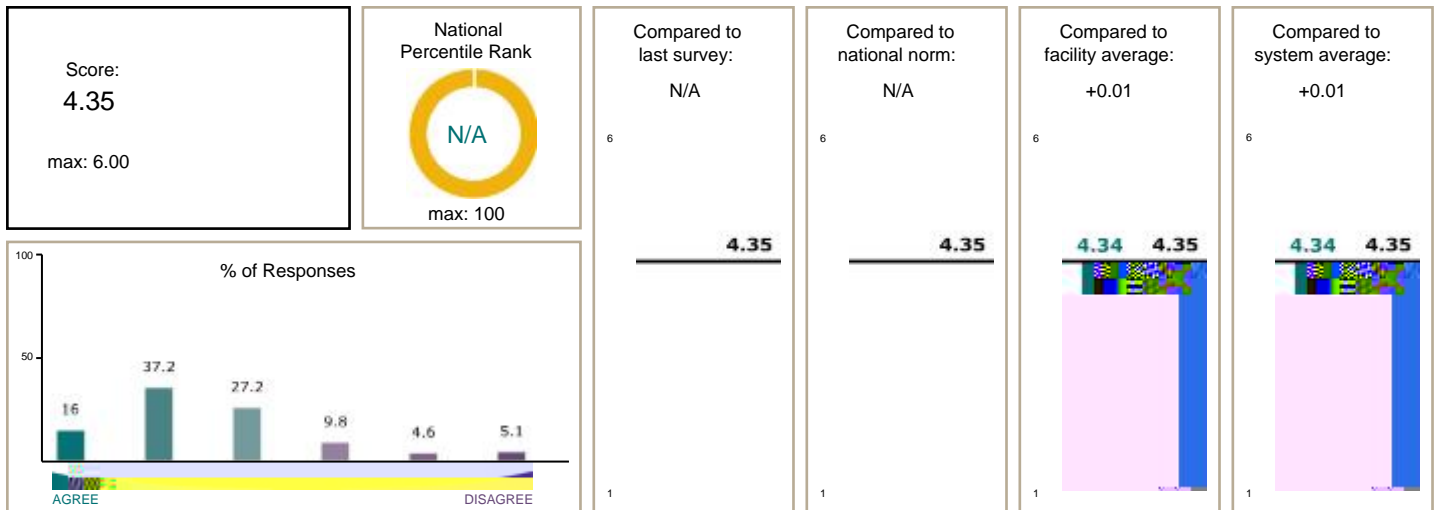 Score:
4.35
max: 6.00
National
Percentile Rank
N/A
max: 100
Compared to
last survey:
N/A
6
4.35
1
Compared to
national norm:
N/A
6
4.35
1
Compared to
facility average:
+0.01
6
4.34 4.35
1
Compared to
system average:
+0.01
6
4.34 4.35
1
% of Responses
100
50
16
37.2
27.2
9.8
4.6
5.1
AGREE
DISAGREE